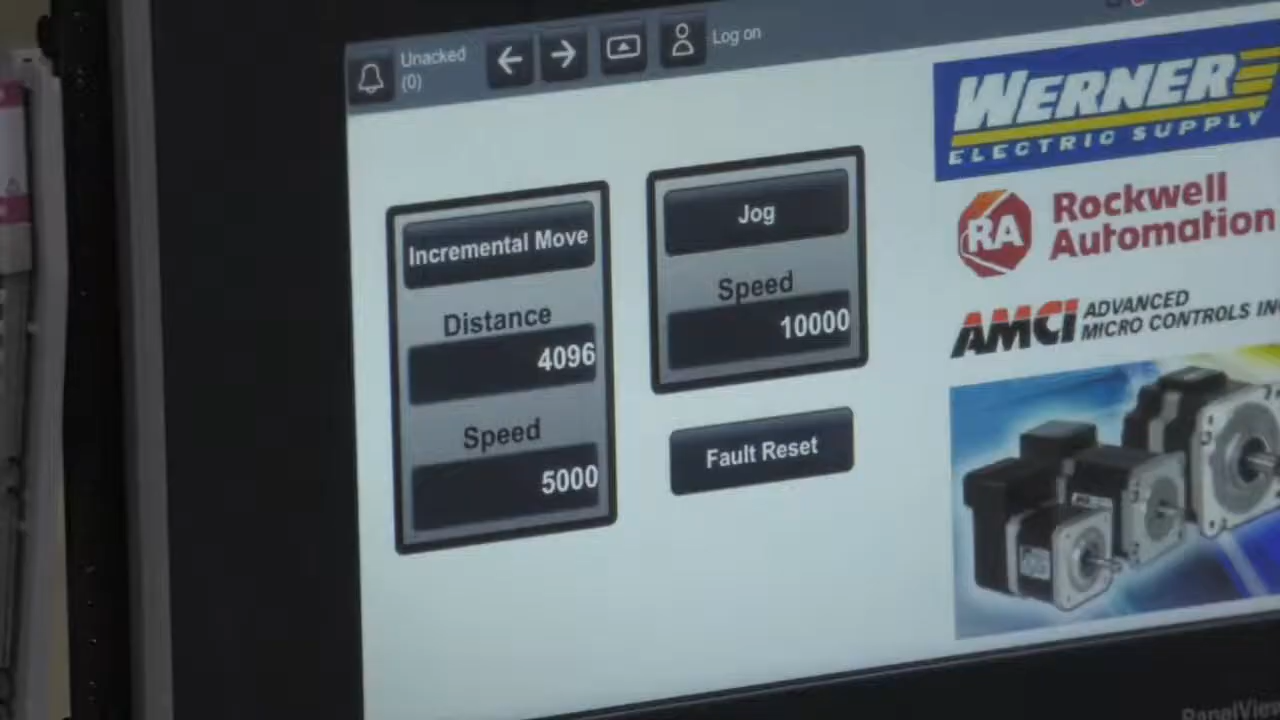 Unacked
(0)
Log on
Incremental Move
Distance
4096
Speed
5000
Jog
Speed
10000
Fault Reset
WERNER
ELECTRIC SUPPLY
RA
Rockwell
Automation
AMCI
ADVANCED
MICRO CONTROLS